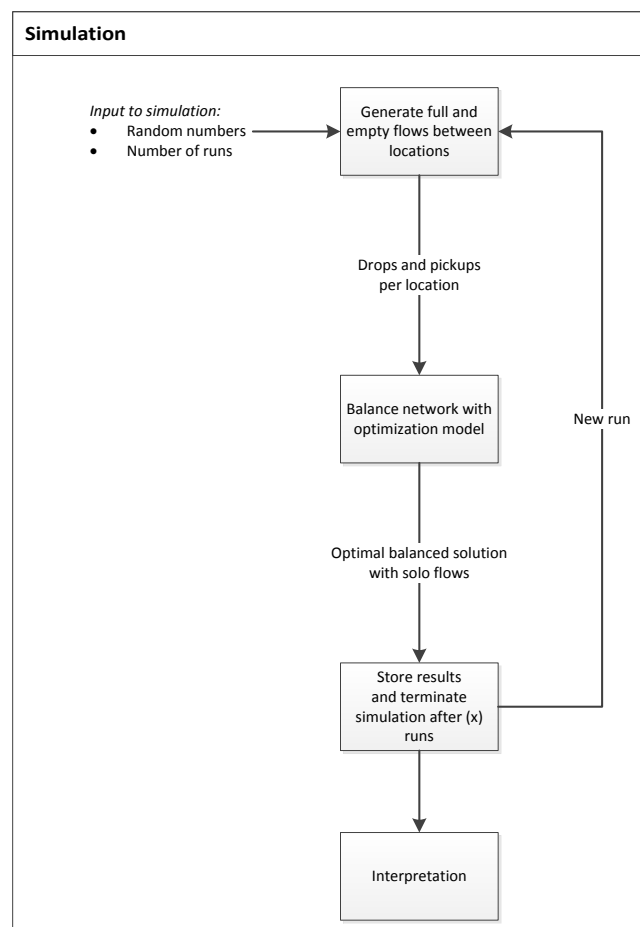 Simulation
Input to simulation:
• Random numbers
• Number of runs
Generate full and
empty flows between
locations
Drops and pickups
per location
Balance network with
optimization model
New run
Optimal balanced solution
with solo flows
Store results
and terminate
simulation after (x)
runs
Interpretation